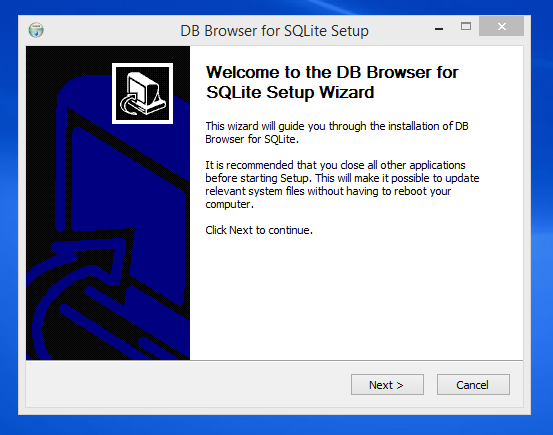 DB Browser for SQLite Setup
Welcome to the DB Browser for
SQLite Setup Wizard
This wizard will guide you through the installation of DB
Browser for SQLite.
It is recommended that you close all other applications
before starting Setup. This will make it possible to update
relevant system files without having to reboot your
computer.
Click Next to continue.
Next >
Cancel